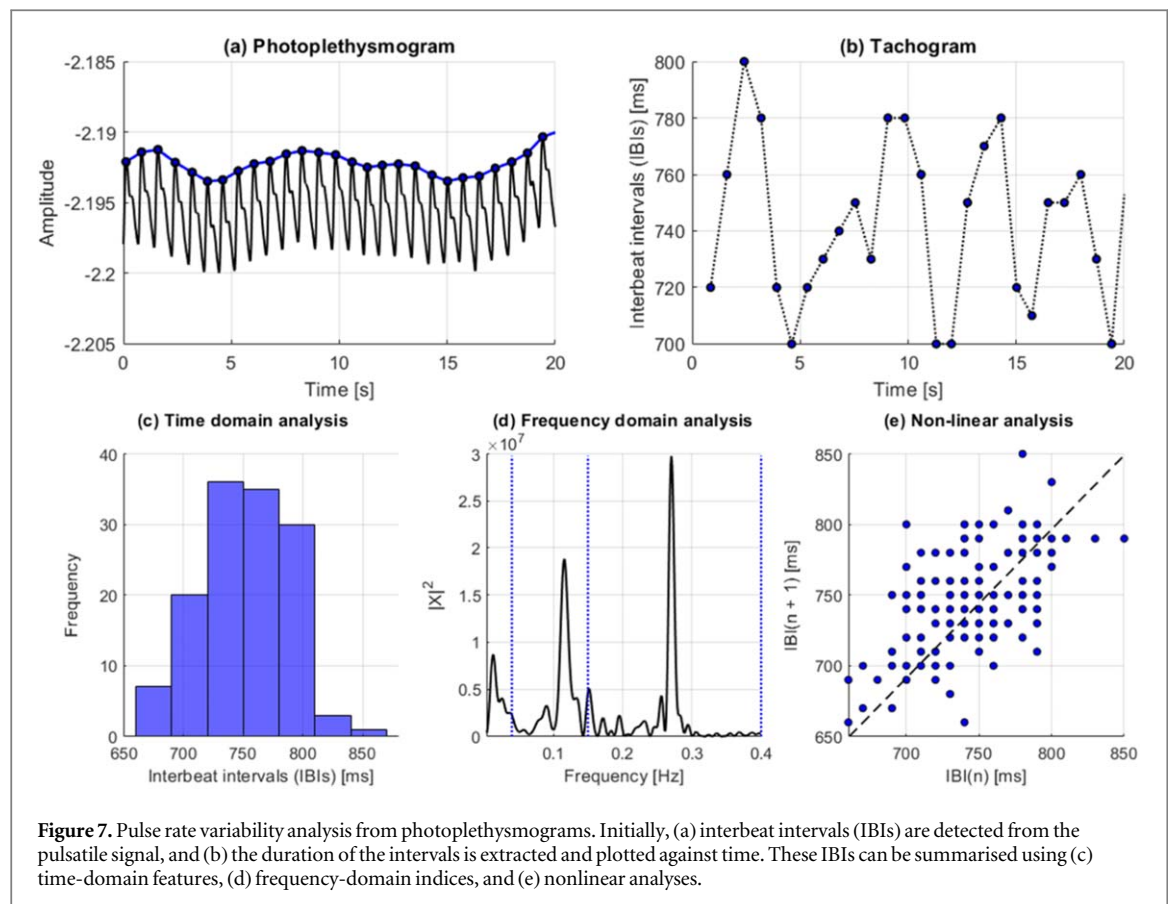 (a) Photoplethysmogram
-2.185
-2.19
-2.195
-2.2
-2.205
Amplitude
0 5 10 15 20
Time [s]
(b) Tachogram
800
780
760
740
720
700
Interbeat intervals (IBIs) [ms]
0 5 10 15 20
Time [s]
(c) Time domain analysis
40
30
20
10
0
Frequency
650 700 750 800 850
Interbeat intervals (IBIs) [ms]
(d) Frequency domain analysis
×10^7
3
2.5
2
1.5
1
0.5
0
|X|^2
0.1 0.2 0.3 0.4
Frequency [Hz]
(e) Non-linear analysis
850
800
750
700
650
IBI(n + 1) [ms]
700 750 800 850
IBI(n) [ms]
Figure 7. Pulse rate variability analysis from photoplethysmograms. Initially, (a) interbeat intervals (IBIs) are detected from the
pulsatile signal, and (b) the duration of the intervals is extracted and plotted against time. These IBIs can be summarised using (c)
time-domain features, (d) frequency-domain indices, and (e) nonlinear analyses.